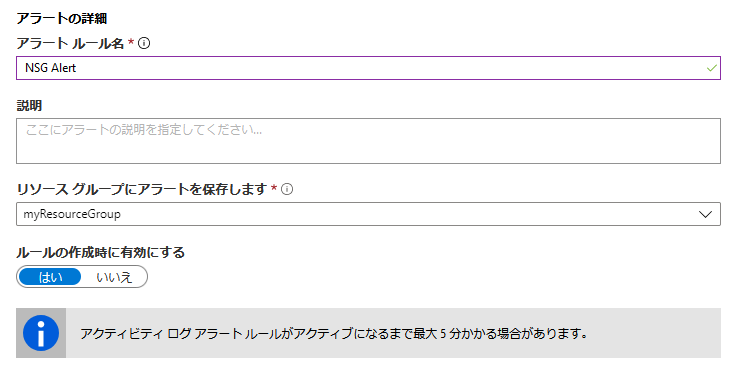 アラートの詳細
アラート ルール名 *
NSG Alert
説明
ここにアラートの説明を指定してください...
リソース グループにアラートを保存します *
myResourceGroup
ルールの作成時に有効にする
はい いいえ
アクティビティ ログ アラート ルールがアクティブになるまで最大 5 分かかる場合があります。